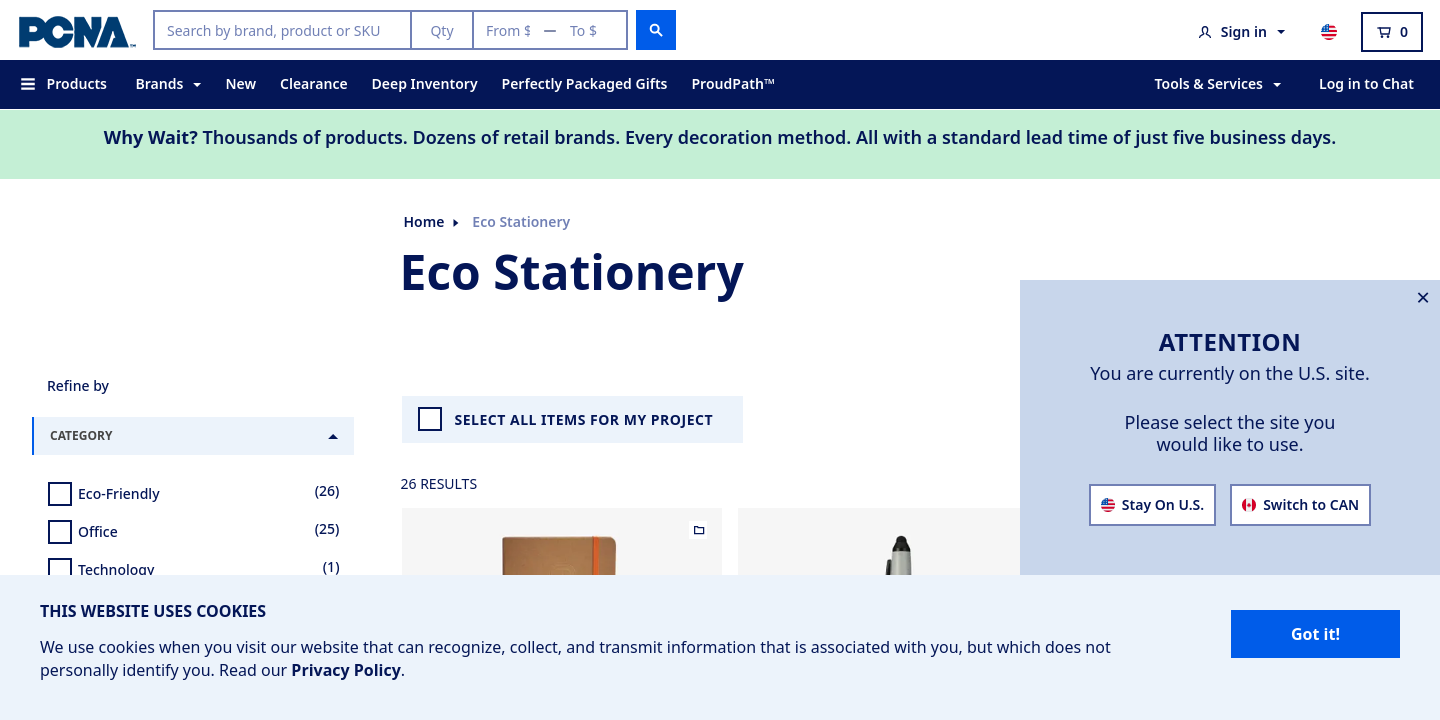 PCNA™
Search by brand, product or SKU
Qty
From $ — To $
Sign in
0
Products
Brands
New
Clearance
Deep Inventory
Perfectly Packaged Gifts
ProudPath™
Tools & Services
Log in to Chat
Why Wait? Thousands of products. Dozens of retail brands. Every decoration method. All with a standard lead time of just five business days.
Home
Eco Stationery
Eco Stationery
Refine by
CATEGORY
Eco-Friendly (26)
Office (25)
Technology (1)
SELECT ALL ITEMS FOR MY PROJECT
26 RESULTS
ATTENTION
You are currently on the U.S. site.
Please select the site you
would like to use.
Stay On U.S.
Switch to CAN
THIS WEBSITE USES COOKIES
We use cookies when you visit our website that can recognize, collect, and transmit information that is associated with you, but which does not
personally identify you. Read our Privacy Policy.
Got it!